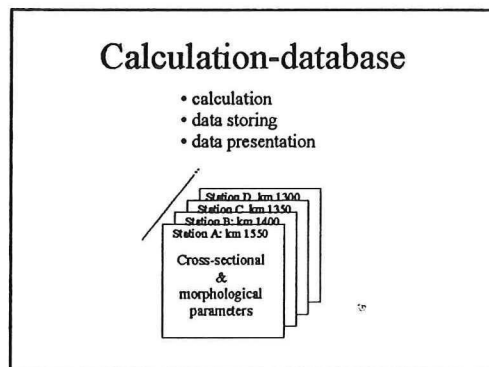 Calculation-database
• calculation
• data storing
• data presentation
Station D km 1300
Station C km 1350
Station B: km 1400
Station A: km 1550
Cross-sectional
&
morphological
parameters